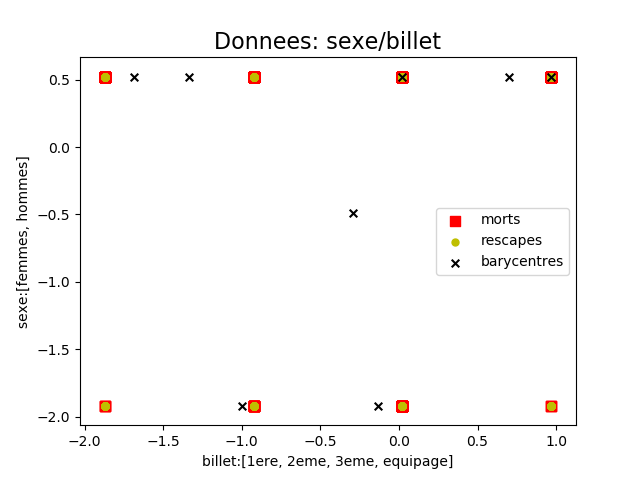 Donnees: sexe/billet
0.5
0.0
−0.5
−1.0
−1.5
−2.0
sexe:[femmes, hommes]
morts
rescapes
barycentres
−2.0 −1.5 −1.0 −0.5 0.0 0.5 1.0
billet:[1ere, 2eme, 3eme, equipage]